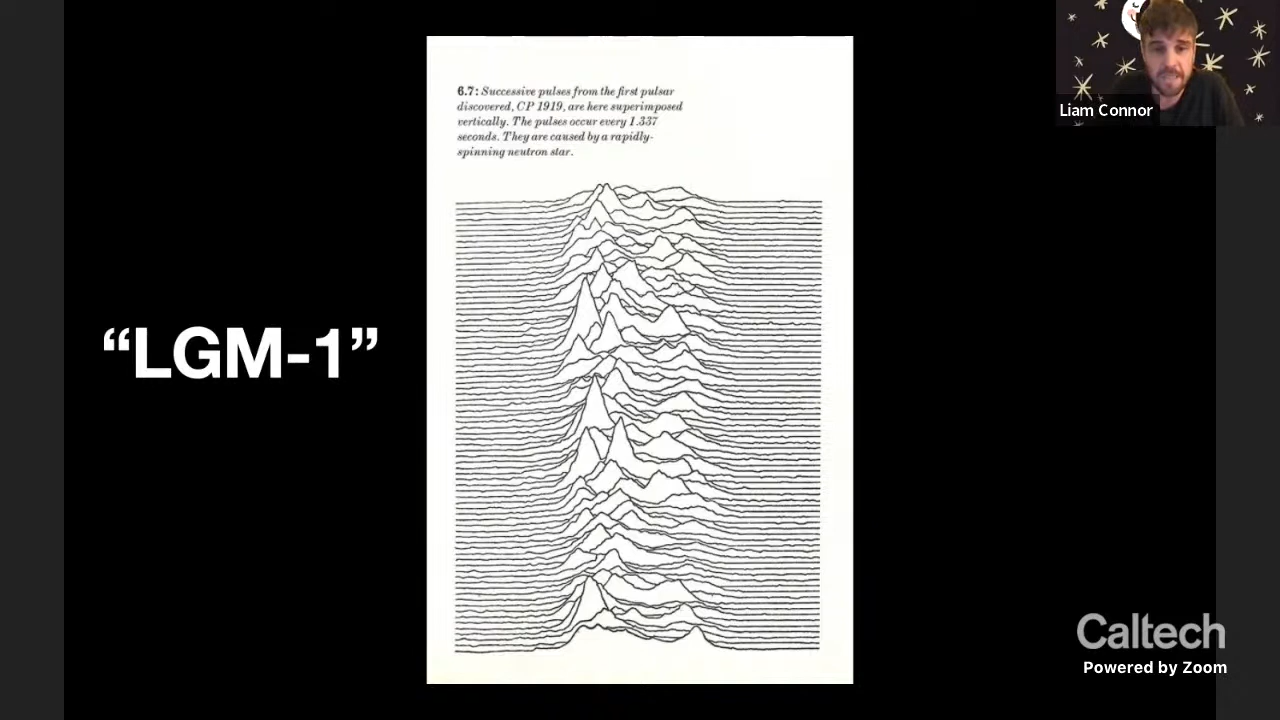 6.7: Successive pulses from the first pulsar
discovered, CP 1919, are here superimposed
vertically. The pulses occur every 1.337
seconds. They are caused by a rapidly-
spinning neutron star.
“LGM-1”
Liam Connor
Caltech
Powered by Zoom